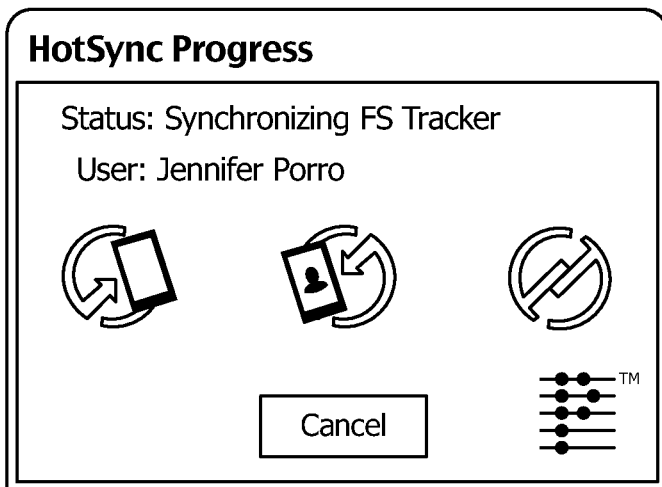 HotSync Progress
Status: Synchronizing FS Tracker
User: Jennifer Porro
TM
Cancel